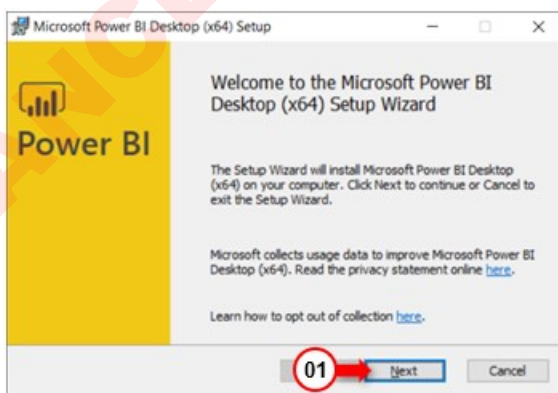 Microsoft Power BI Desktop (x64) Setup
Welcome to the Microsoft Power BI
Desktop (x64) Setup Wizard
Power BI
The Setup Wizard will install Microsoft Power BI Desktop
(x64) on your computer. Click Next to continue or Cancel to
exit the Setup Wizard.
Microsoft collects usage data to improve Microsoft Power BI
Desktop (x64). Read the privacy statement online here.
Learn how to opt out of collection here.
01 Next Cancel